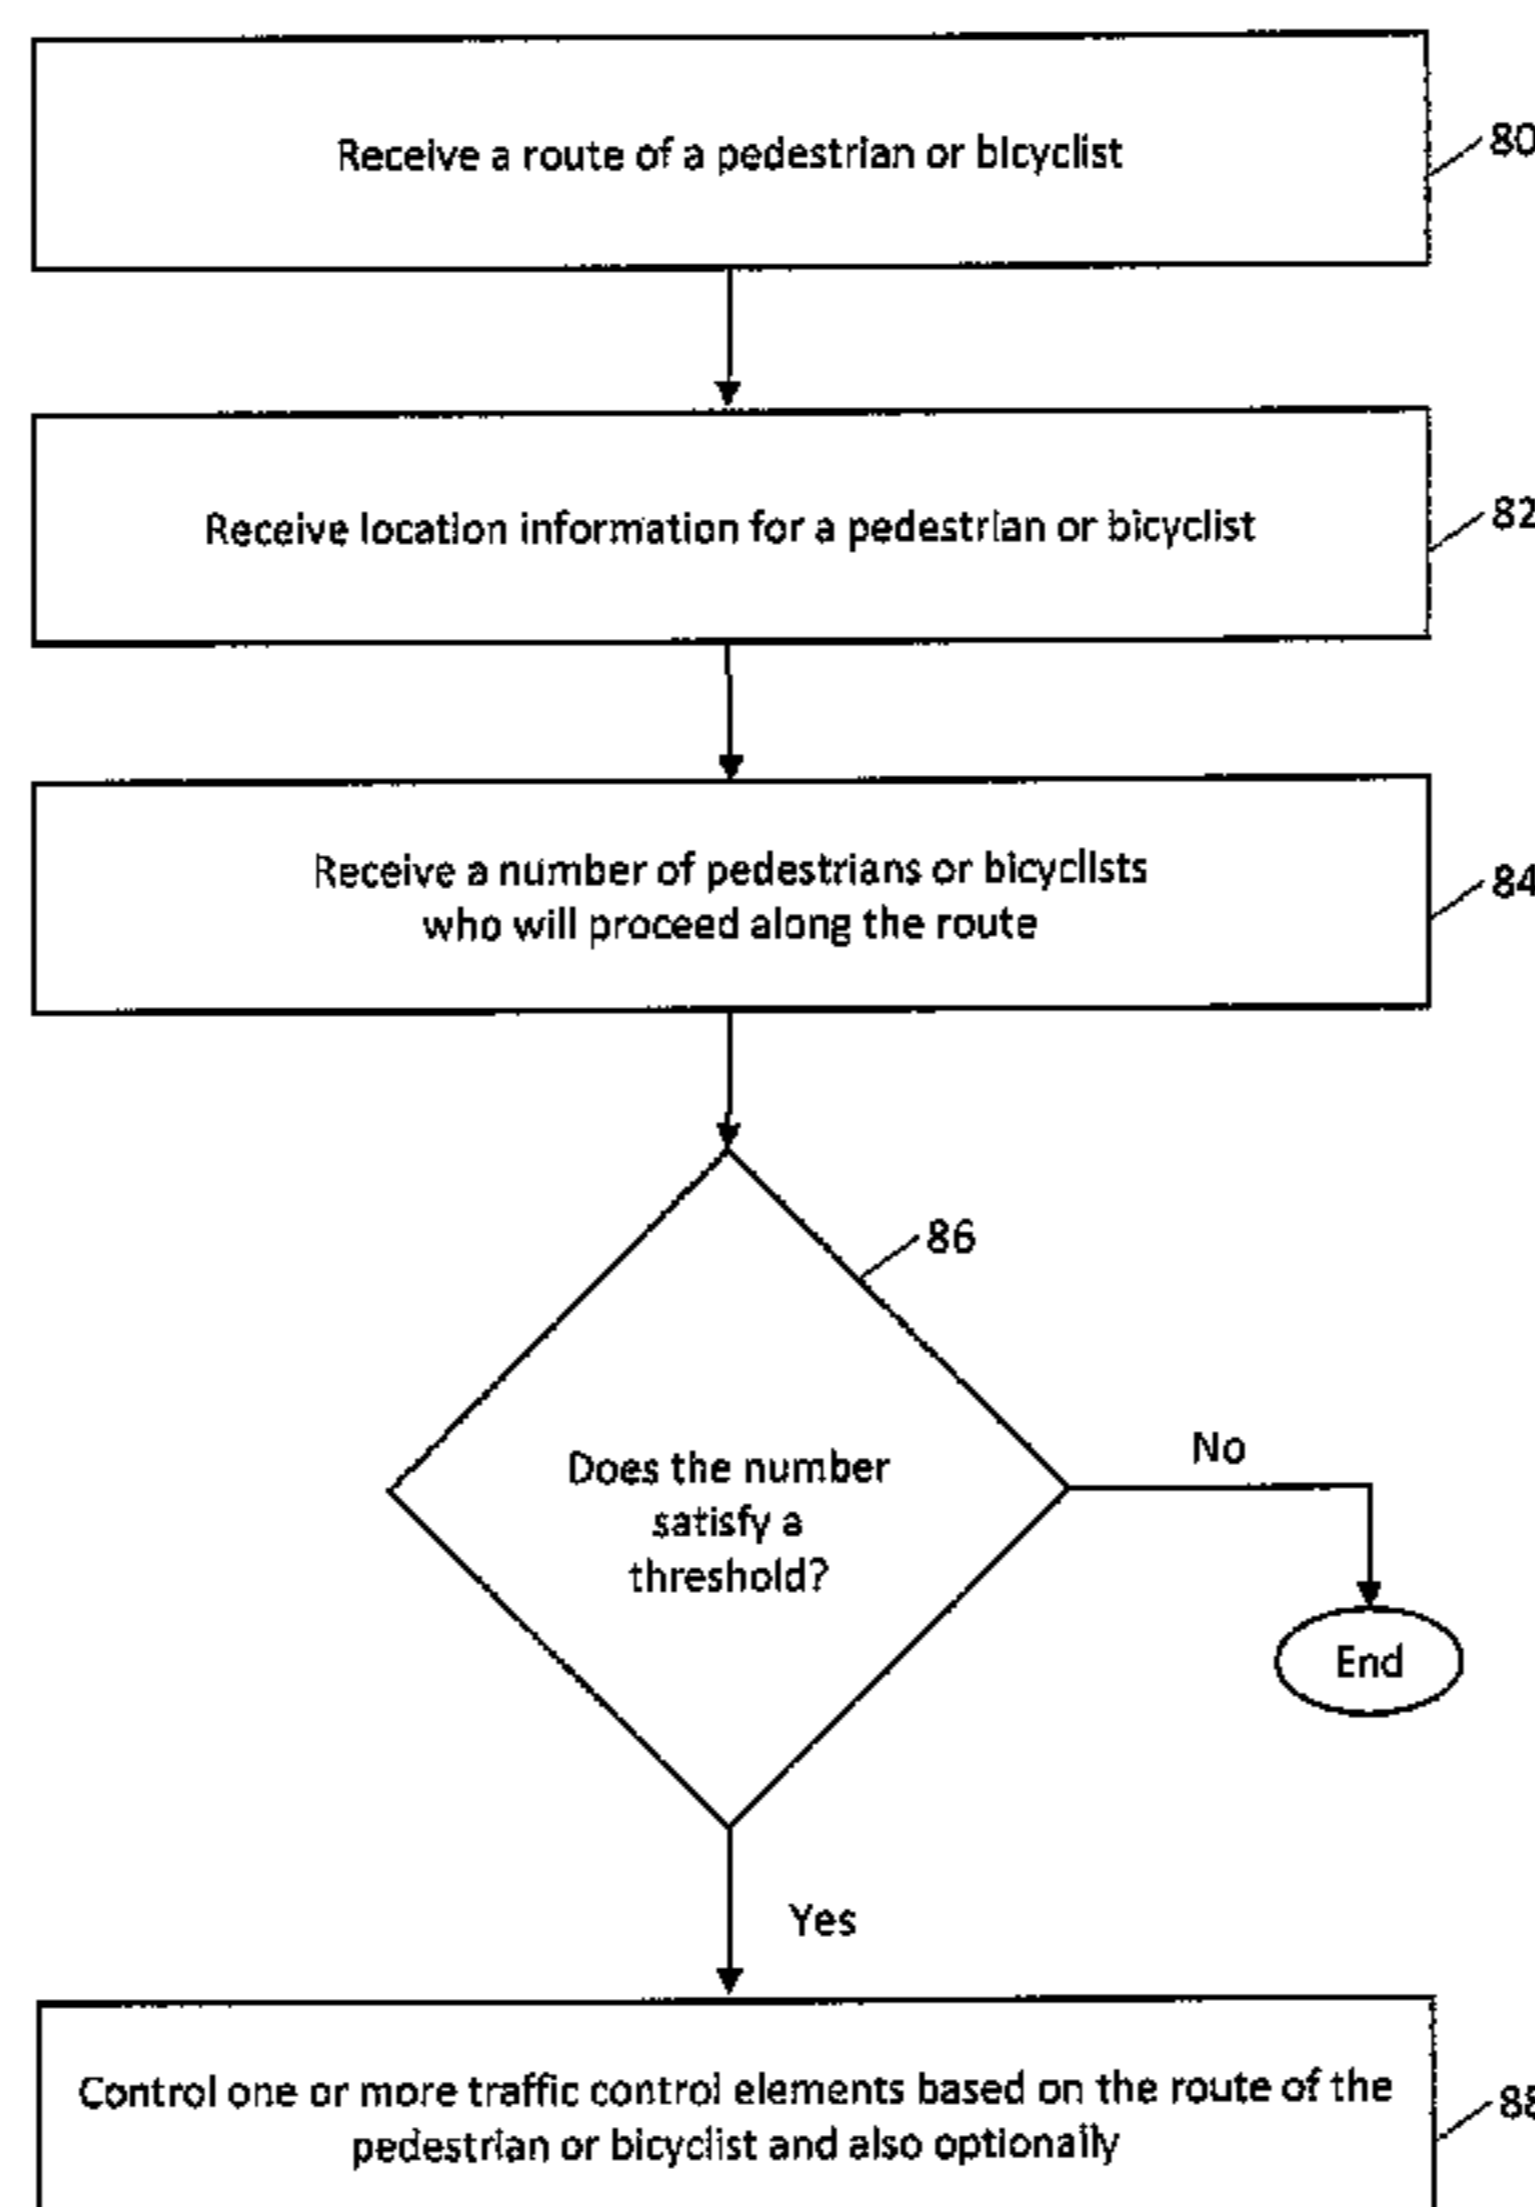 Receive a route of a pedestrian or bicyclist
80
Receive location information for a pedestrian or bicyclist
82
Receive a number of pedestrians or bicyclists
who will proceed along the route
84
86
Does the number
satisfy a
threshold?
No
End
Yes
Control one or more traffic control elements based on the route of the
pedestrian or bicyclist and also optionally
88